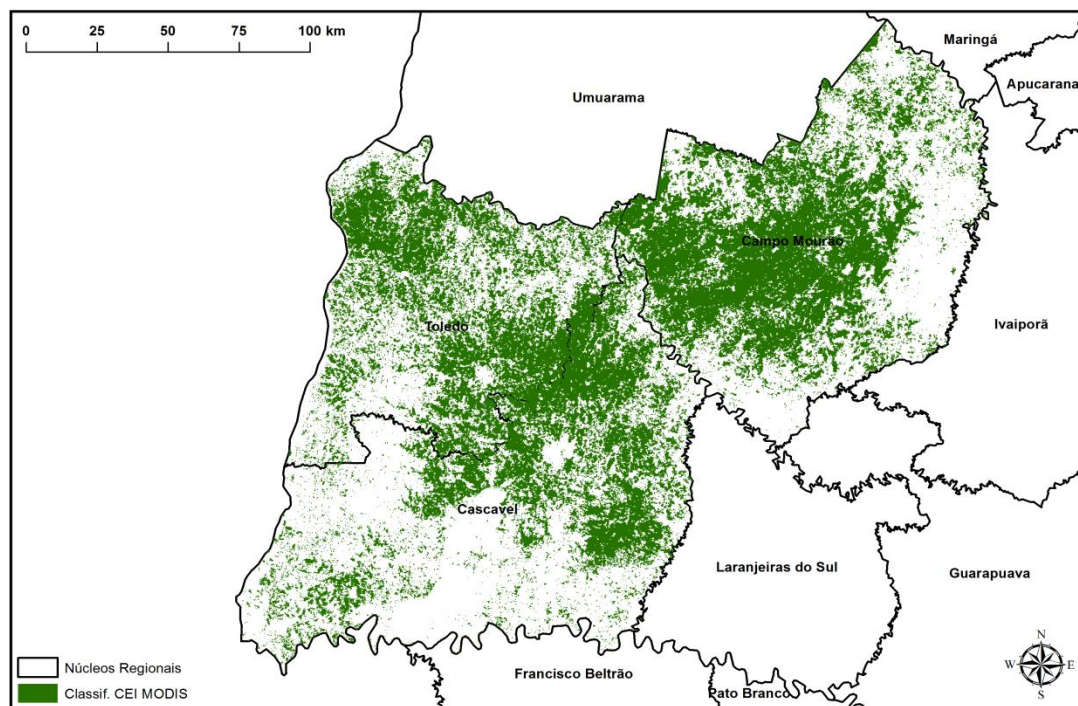 0 25 50 75 100 km
Maringá
Apucarana
Umuarama
Campo Mourão
Ivaiporã
Toledo
Cascavel
Laranjeiras do Sul
Guarapuava
Francisco Beltrão
Pato Branco
Núcleos Regionais
Classif. CEI MODIS
N
W E
S